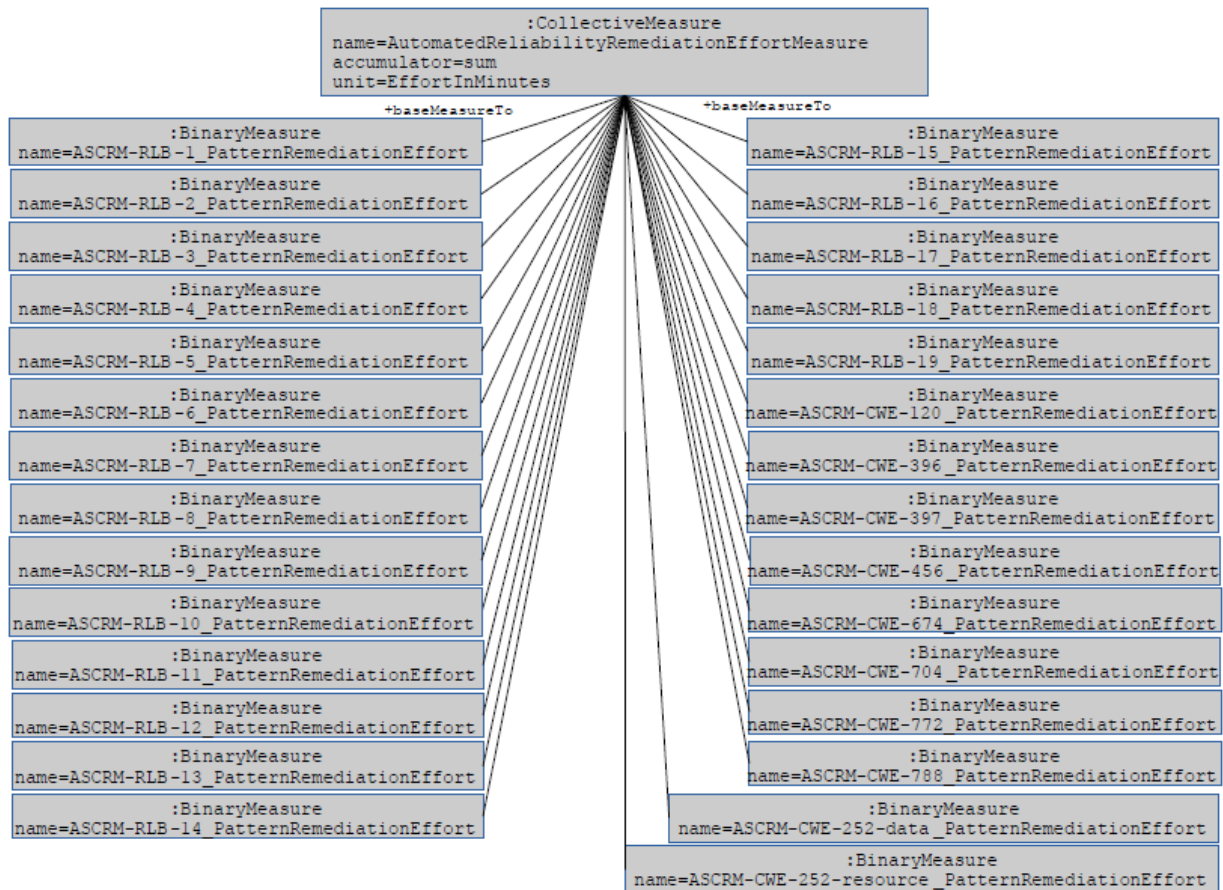 :CollectiveMeasure
name=AutomatedReliabilityRemediationEffortMeasure
accumulator=sum
unit=EffortInMinutes
+baseMeasureTo
+baseMeasureTo
:BinaryMeasure
name=ASCRM-RLB-1_PatternRemediationEffort
:BinaryMeasure
name=ASCRM-RLB-2_PatternRemediationEffort
:BinaryMeasure
name=ASCRM-RLB-3_PatternRemediationEffort
:BinaryMeasure
name=ASCRM-RLB-4_PatternRemediationEffort
:BinaryMeasure
name=ASCRM-RLB-5_PatternRemediationEffort
:BinaryMeasure
name=ASCRM-RLB-6_PatternRemediationEffort
:BinaryMeasure
name=ASCRM-RLB-7_PatternRemediationEffort
:BinaryMeasure
name=ASCRM-RLB-8_PatternRemediationEffort
:BinaryMeasure
name=ASCRM-RLB-9_PatternRemediationEffort
:BinaryMeasure
name=ASCRM-RLB-10_PatternRemediationEffort
:BinaryMeasure
name=ASCRM-RLB-11_PatternRemediationEffort
:BinaryMeasure
name=ASCRM-RLB-12_PatternRemediationEffort
:BinaryMeasure
name=ASCRM-RLB-13_PatternRemediationEffort
:BinaryMeasure
name=ASCRM-RLB-14_PatternRemediationEffort
:BinaryMeasure
name=ASCRM-RLB-15_PatternRemediationEffort
:BinaryMeasure
name=ASCRM-RLB-16_PatternRemediationEffort
:BinaryMeasure
name=ASCRM-RLB-17_PatternRemediationEffort
:BinaryMeasure
name=ASCRM-RLB-18_PatternRemediationEffort
:BinaryMeasure
name=ASCRM-RLB-19_PatternRemediationEffort
:BinaryMeasure
name=ASCRM-CWE-120_PatternRemediationEffort
:BinaryMeasure
name=ASCRM-CWE-396_PatternRemediationEffort
:BinaryMeasure
name=ASCRM-CWE-397_PatternRemediationEffort
:BinaryMeasure
name=ASCRM-CWE-456_PatternRemediationEffort
:BinaryMeasure
name=ASCRM-CWE-674_PatternRemediationEffort
:BinaryMeasure
name=ASCRM-CWE-704_PatternRemediationEffort
:BinaryMeasure
name=ASCRM-CWE-772_PatternRemediationEffort
:BinaryMeasure
name=ASCRM-CWE-788_PatternRemediationEffort
:BinaryMeasure
name=ASCRM-CWE-252-data_PatternRemediationEffort
:BinaryMeasure
name=ASCRM-CWE-252-resource_PatternRemediationEffort